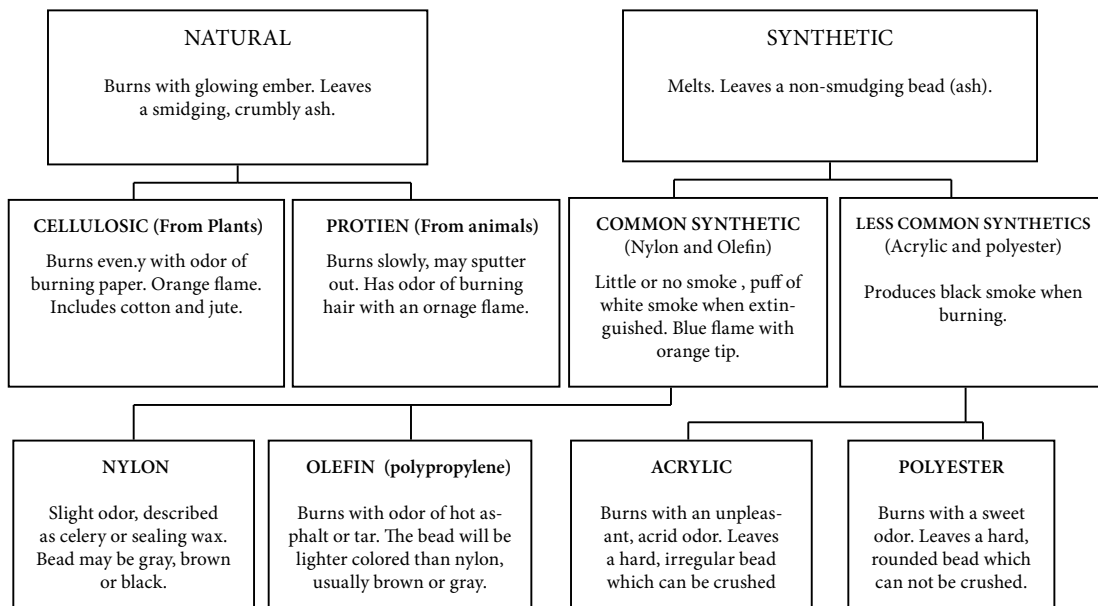 NATURAL
Burns with glowing ember. Leaves
a smidging, crumbly ash.
SYNTHETIC
Melts. Leaves a non-smudging bead (ash).
CELLULOSIC (From Plants)
Burns even.y with odor of
burning paper. Orange flame.
Includes cotton and jute.
PROTIEN (From animals)
Burns slowly, may sputter
out. Has odor of burning
hair with an ornage flame.
COMMON SYNTHETIC
(Nylon and Olefin)
Little or no smoke , puff of
white smoke when extin-
guished. Blue flame with
orange tip.
LESS COMMON SYNTHETICS
(Acrylic and polyester)
Produces black smoke when
burning.
NYLON
Slight odor, described
as celery or sealing wax.
Bead may be gray, brown
or black.
OLEFIN (polypropylene)
Burns with odor of hot as-
phalt or tar. The bead will be
lighter colored than nylon,
usually brown or gray.
ACRYLIC
Burns with an unpleas-
ant, acrid odor. Leaves
a hard, irregular bead
which can be crushed
POLYESTER
Burns with a sweet
odor. Leaves a hard,
rounded bead which
can not be crushed.